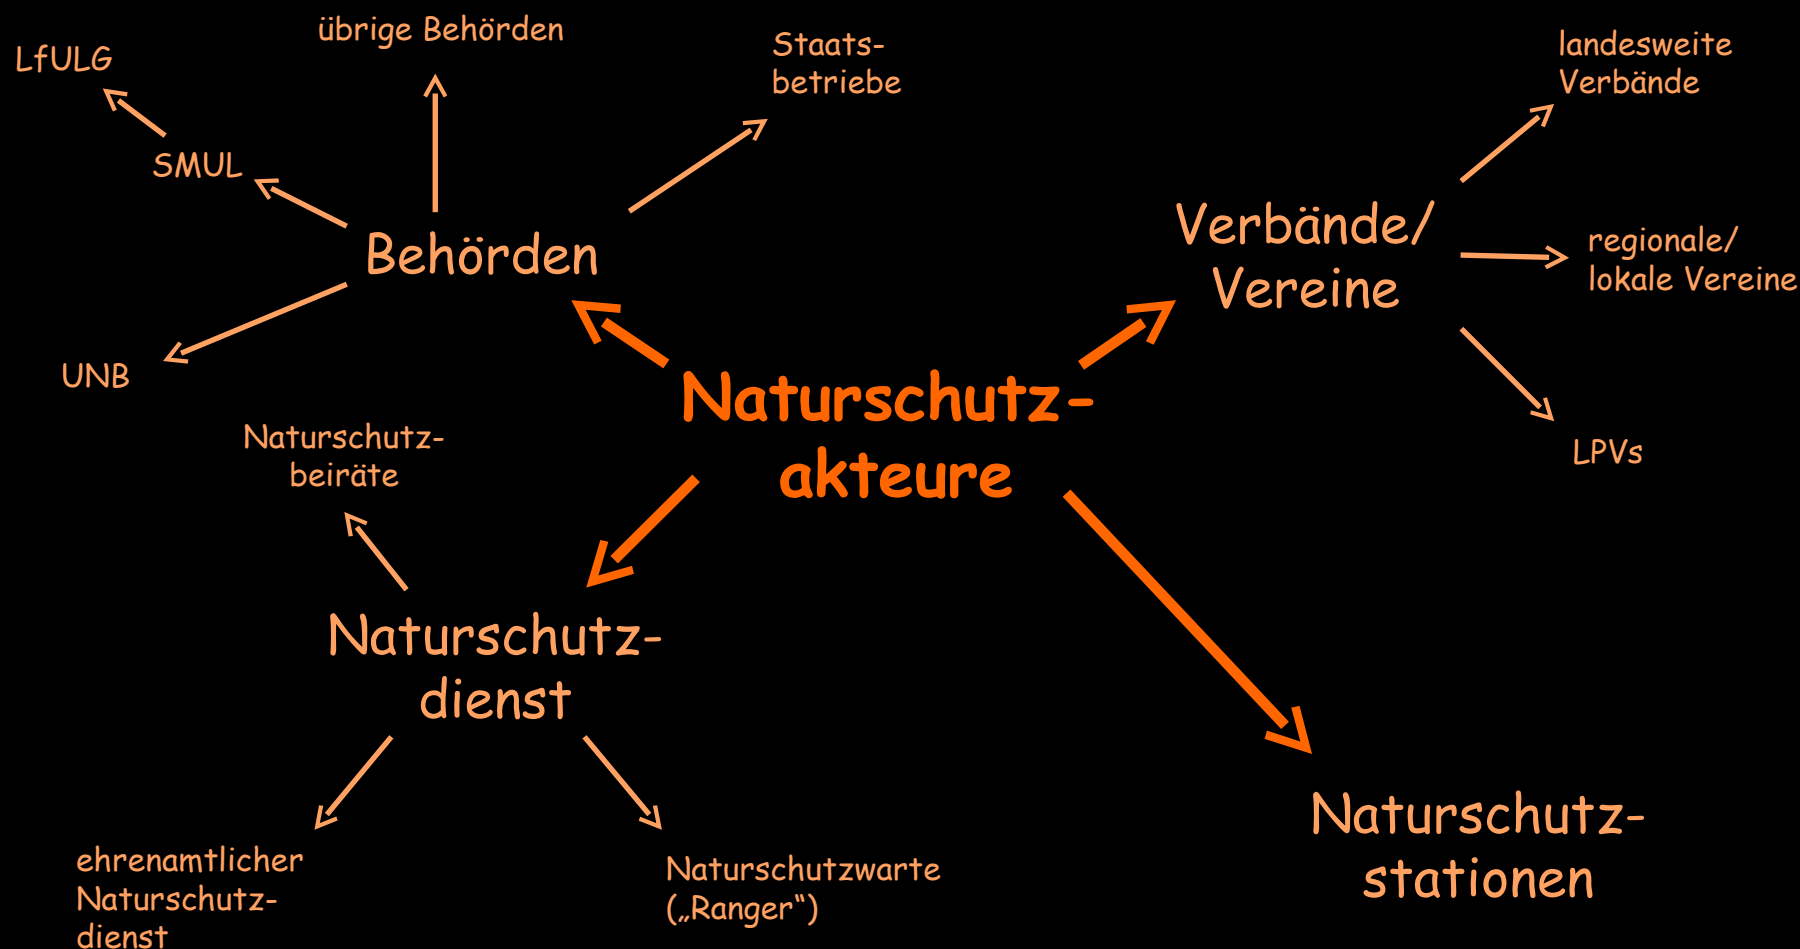 übrige Behörden
LfULG
Staats-
betriebe
landesweite
Verbände
SMUL
Behörden
Verbände/
Vereine
regionale/
lokale Vereine
UNB
Naturschutz-
akteure
Naturschutz-
beiräte
LPVs
Naturschutz-
dienst
Naturschutz-
stationen
ehrenamtlicher
Naturschutz-
dienst
Naturschutzwarte
(„Ranger“)